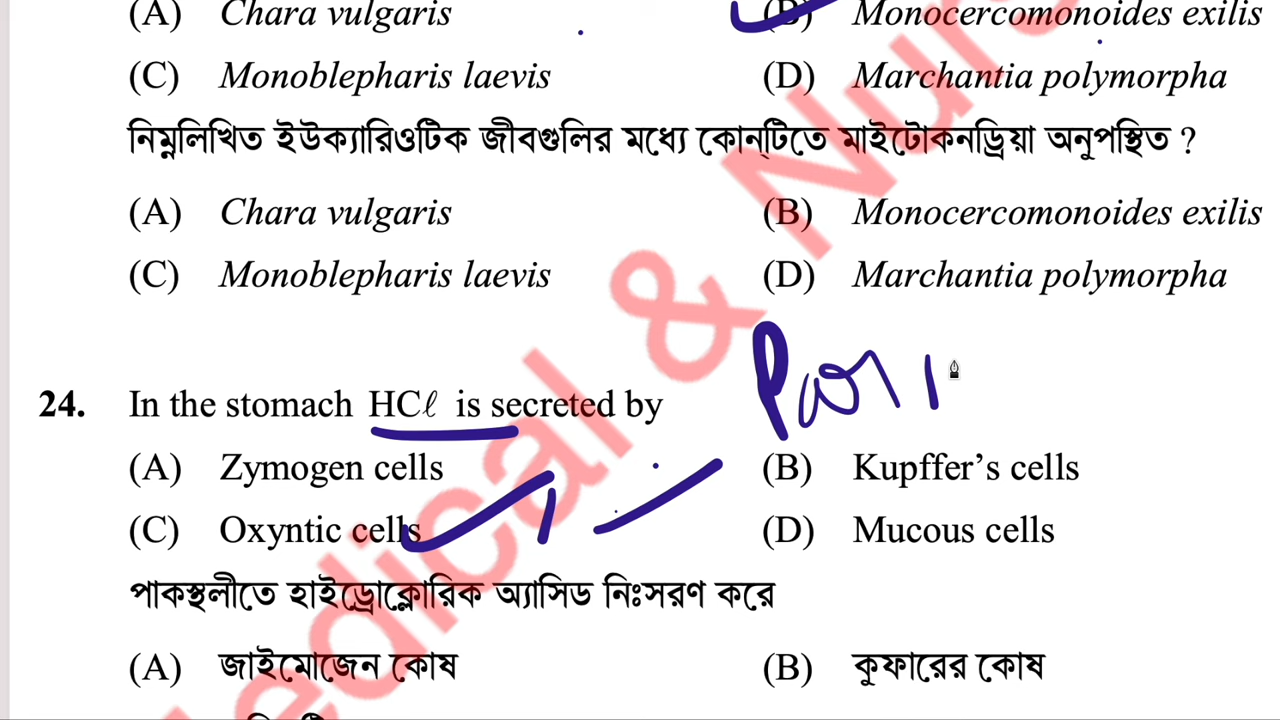 (A) Chara vulgaris (B) Monocercomonoides exilis
(C) Monoblepharis laevis (D) Marchantia polymorpha
নিম্নলিখিত ইউক্যারিওটিক জীবগুলির মধ্যে কোন্‌টিতে মাইটোকনড্রিয়া অনুপস্থিত ?
(A) Chara vulgaris (B) Monocercomonoides exilis
(C) Monoblepharis laevis (D) Marchantia polymorpha
24. In the stomach HCℓ is secreted by
(A) Zymogen cells (B) Kupffer’s cells
(C) Oxyntic cells (D) Mucous cells
পাকস্থলীতে হাইড্রোক্লোরিক অ্যাসিড নিঃসরণ করে
(A) জাইমোজেন কোষ (B) কুফারের কোষ